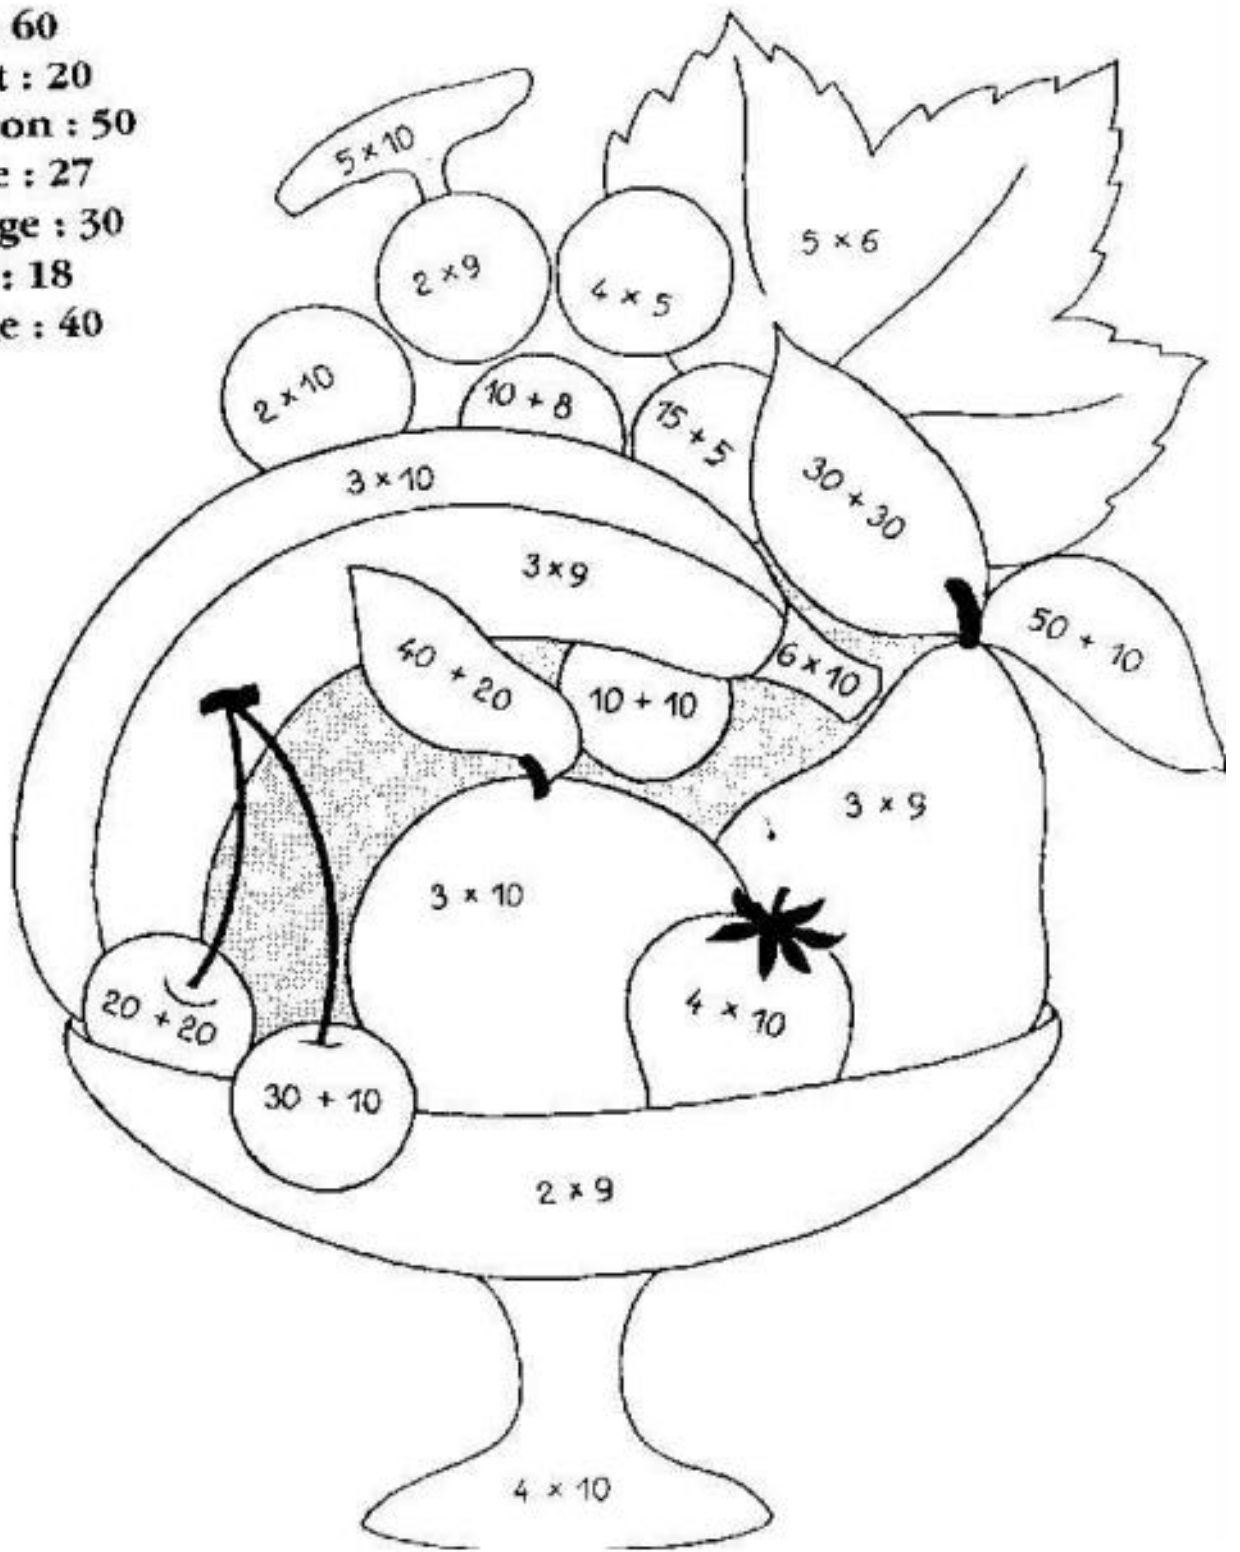 60
t : 20
on : 50
e : 27
ge : 30
: 18
e : 40
5 × 10
5 × 6
2 × 9
4 × 5
2 × 10
10 + 8
15 + 5
30 + 30
3 × 10
3 × 9
40 + 20
10 + 10
6 × 10
50 + 10
3 × 9
3 × 10
20 + 20
4 × 10
30 + 10
2 × 9
4 × 10